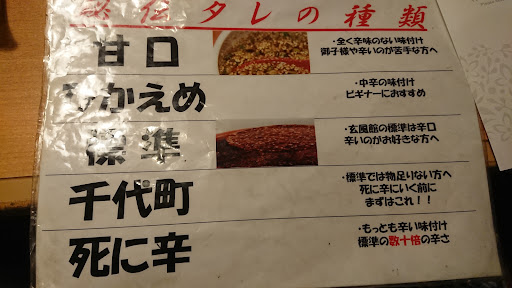 秘伝タレの種類
甘口
・全く辛味のない味付け
御子様や辛いのが苦手な方へ
ひかえめ
・中辛の味付け
ビギナーにおすすめ
標準
・玄風館の標準は辛口
辛いのがお好きな方へ
千代町
・標準では物足りない方へ
死に辛にいく前に
まずはこれ！！
死に辛
・もっとも辛い味付け
標準の数十倍の辛さ